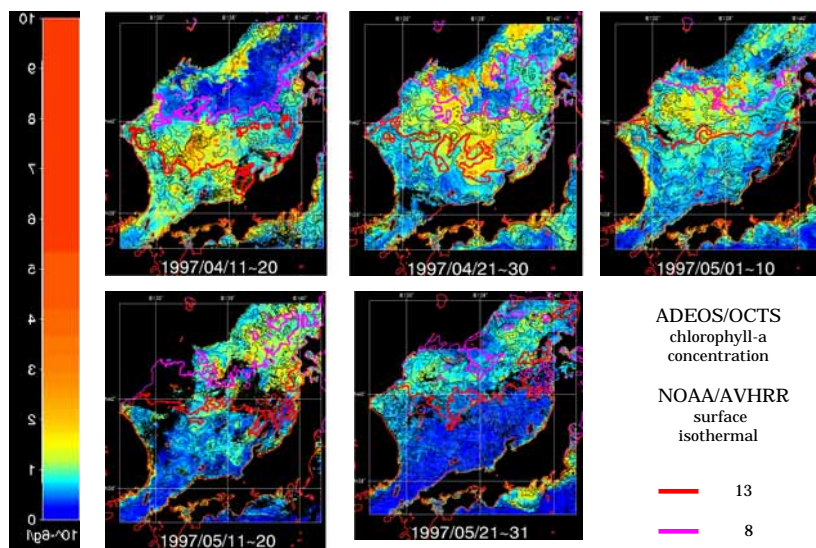 10
9
8
7
6
5
4
3
2
1
0 10^-6g/l
1997/04/11~20
1997/04/21~30
1997/05/01~10
1997/05/11~20
1997/05/21~31
ADEOS/OCTS
chlorophyll-a
concentration
NOAA/AVHRR
surface
isothermal
13
8